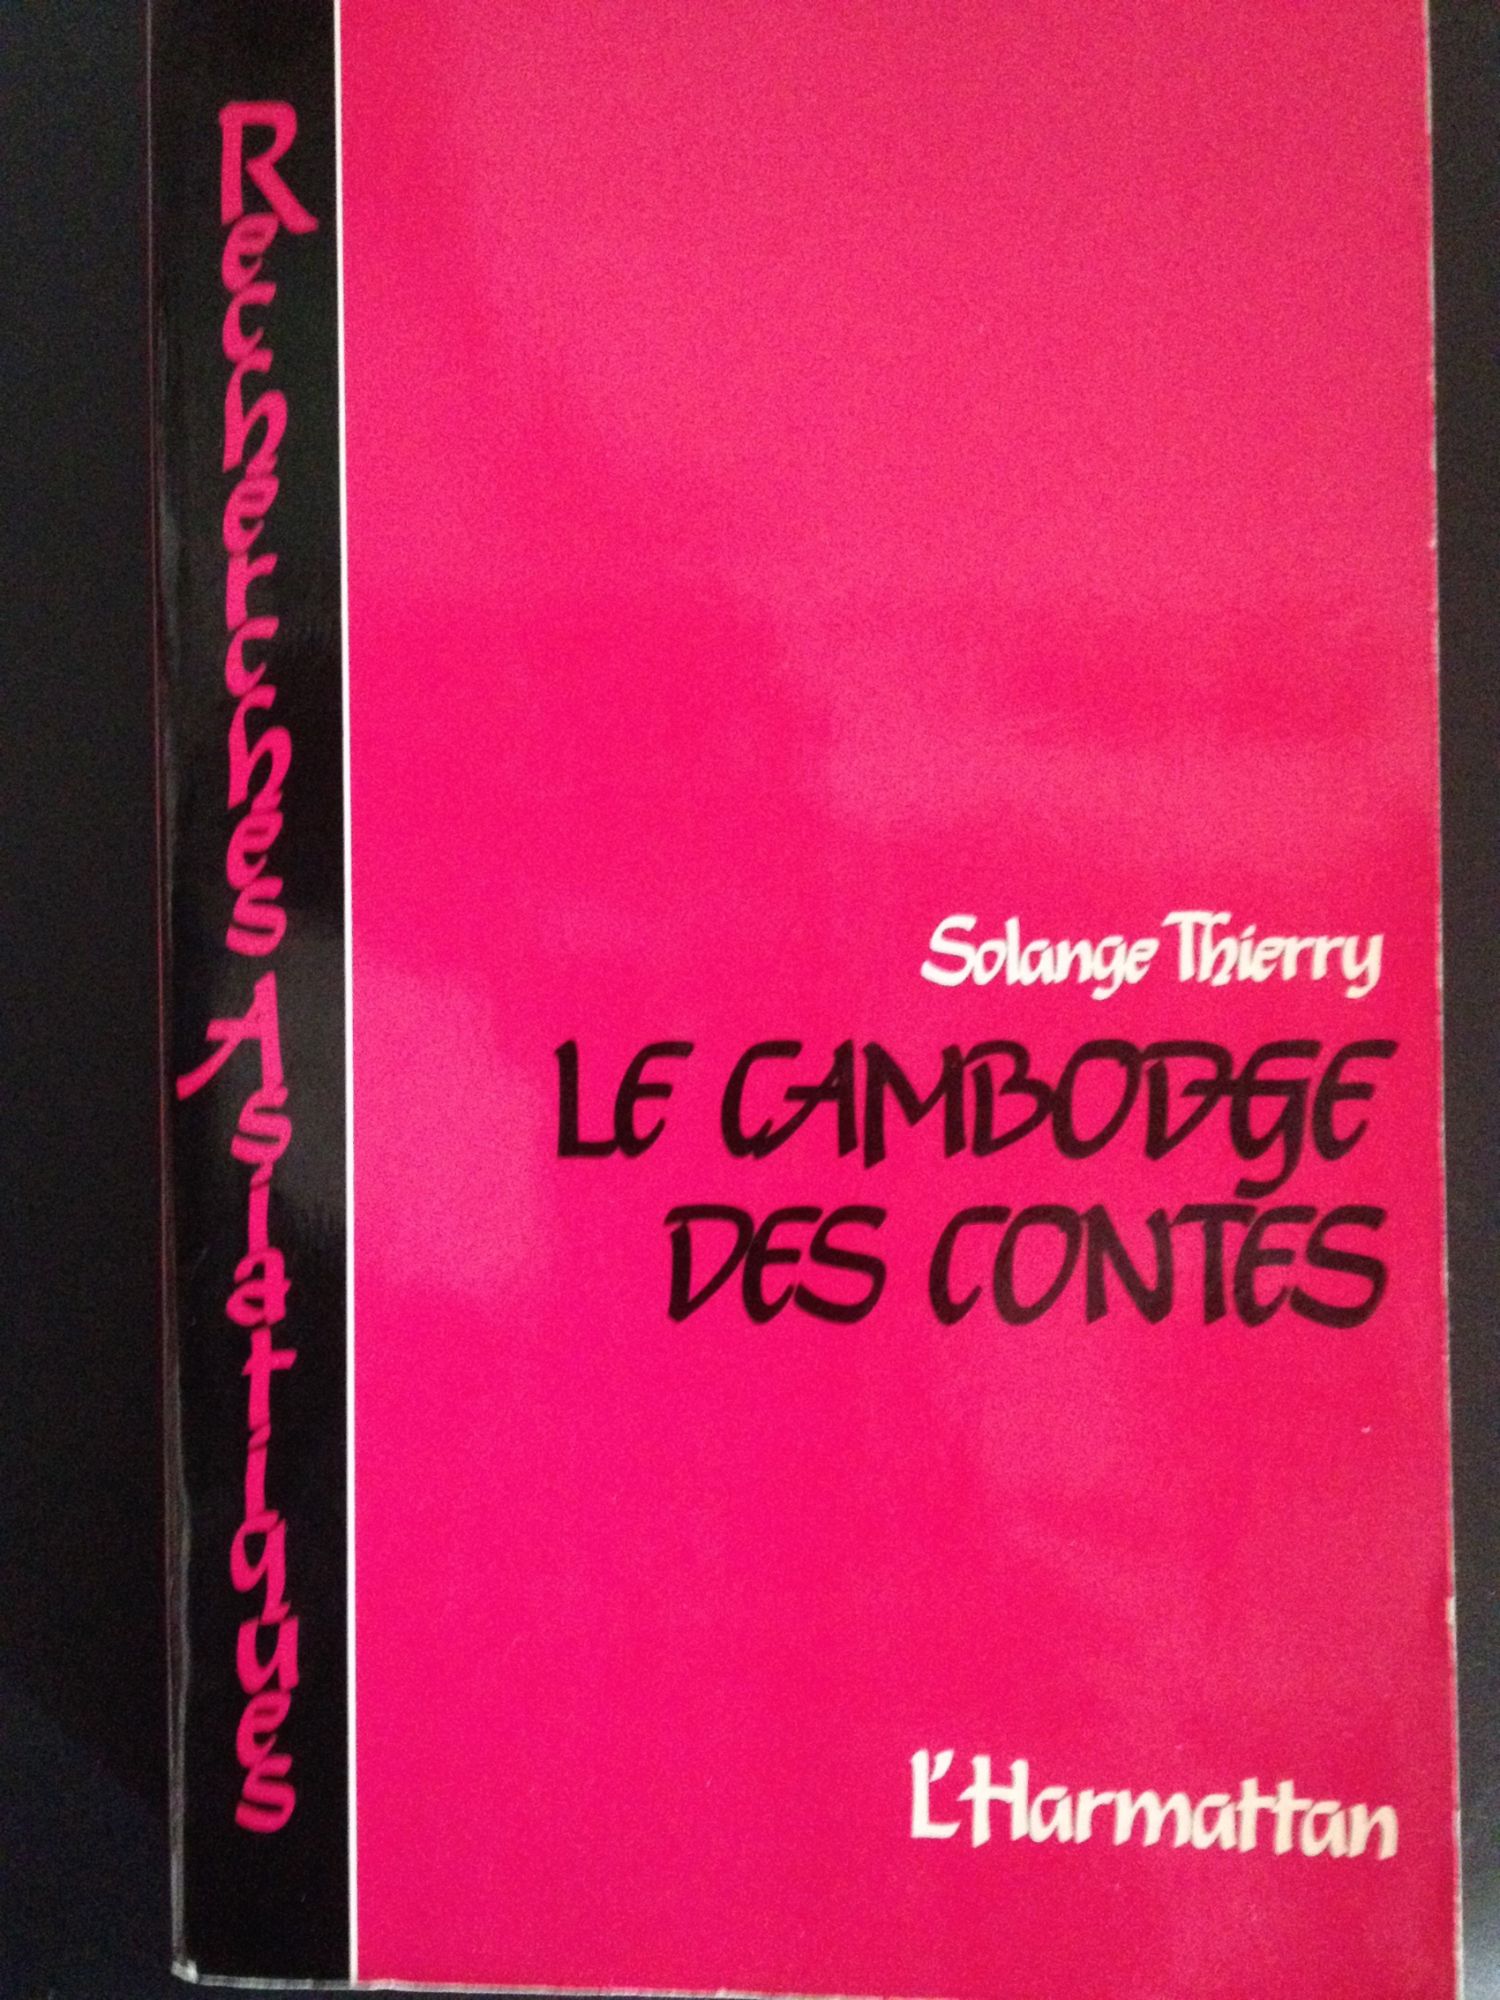 Recherches Asiatiques
Solange Thierry
LE CAMBODGE
DES CONTES
L'Harmattan